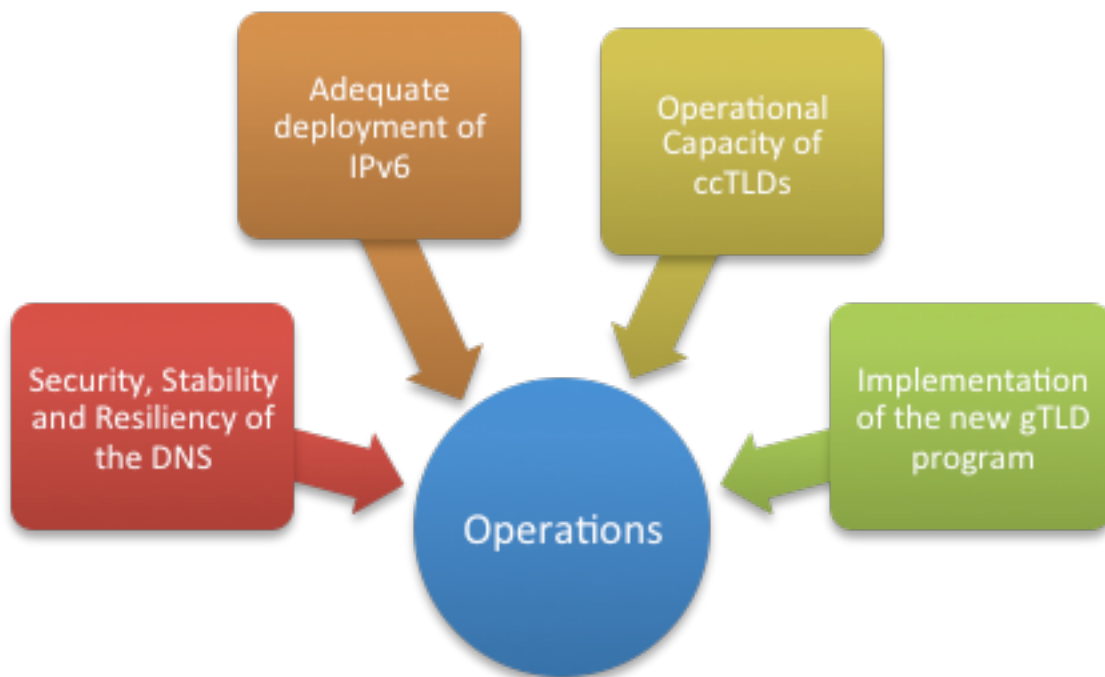 Adequate
deployment of
IPv6
Operational
Capacity of
ccTLDs
Security, Stability
and Resiliency of
the DNS
Implementation
of the new gTLD
program
Operations